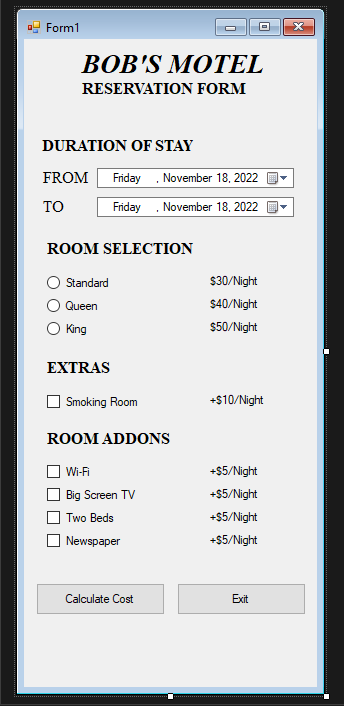 Form1
BOB'S MOTEL
RESERVATION FORM
DURATION OF STAY
FROM Friday , November 18, 2022
TO Friday , November 18, 2022
ROOM SELECTION
Standard $30/Night
Queen $40/Night
King $50/Night
EXTRAS
Smoking Room +$10/Night
ROOM ADDONS
Wi-Fi +$5/Night
Big Screen TV +$5/Night
Two Beds +$5/Night
Newspaper +$5/Night
Calculate Cost Exit